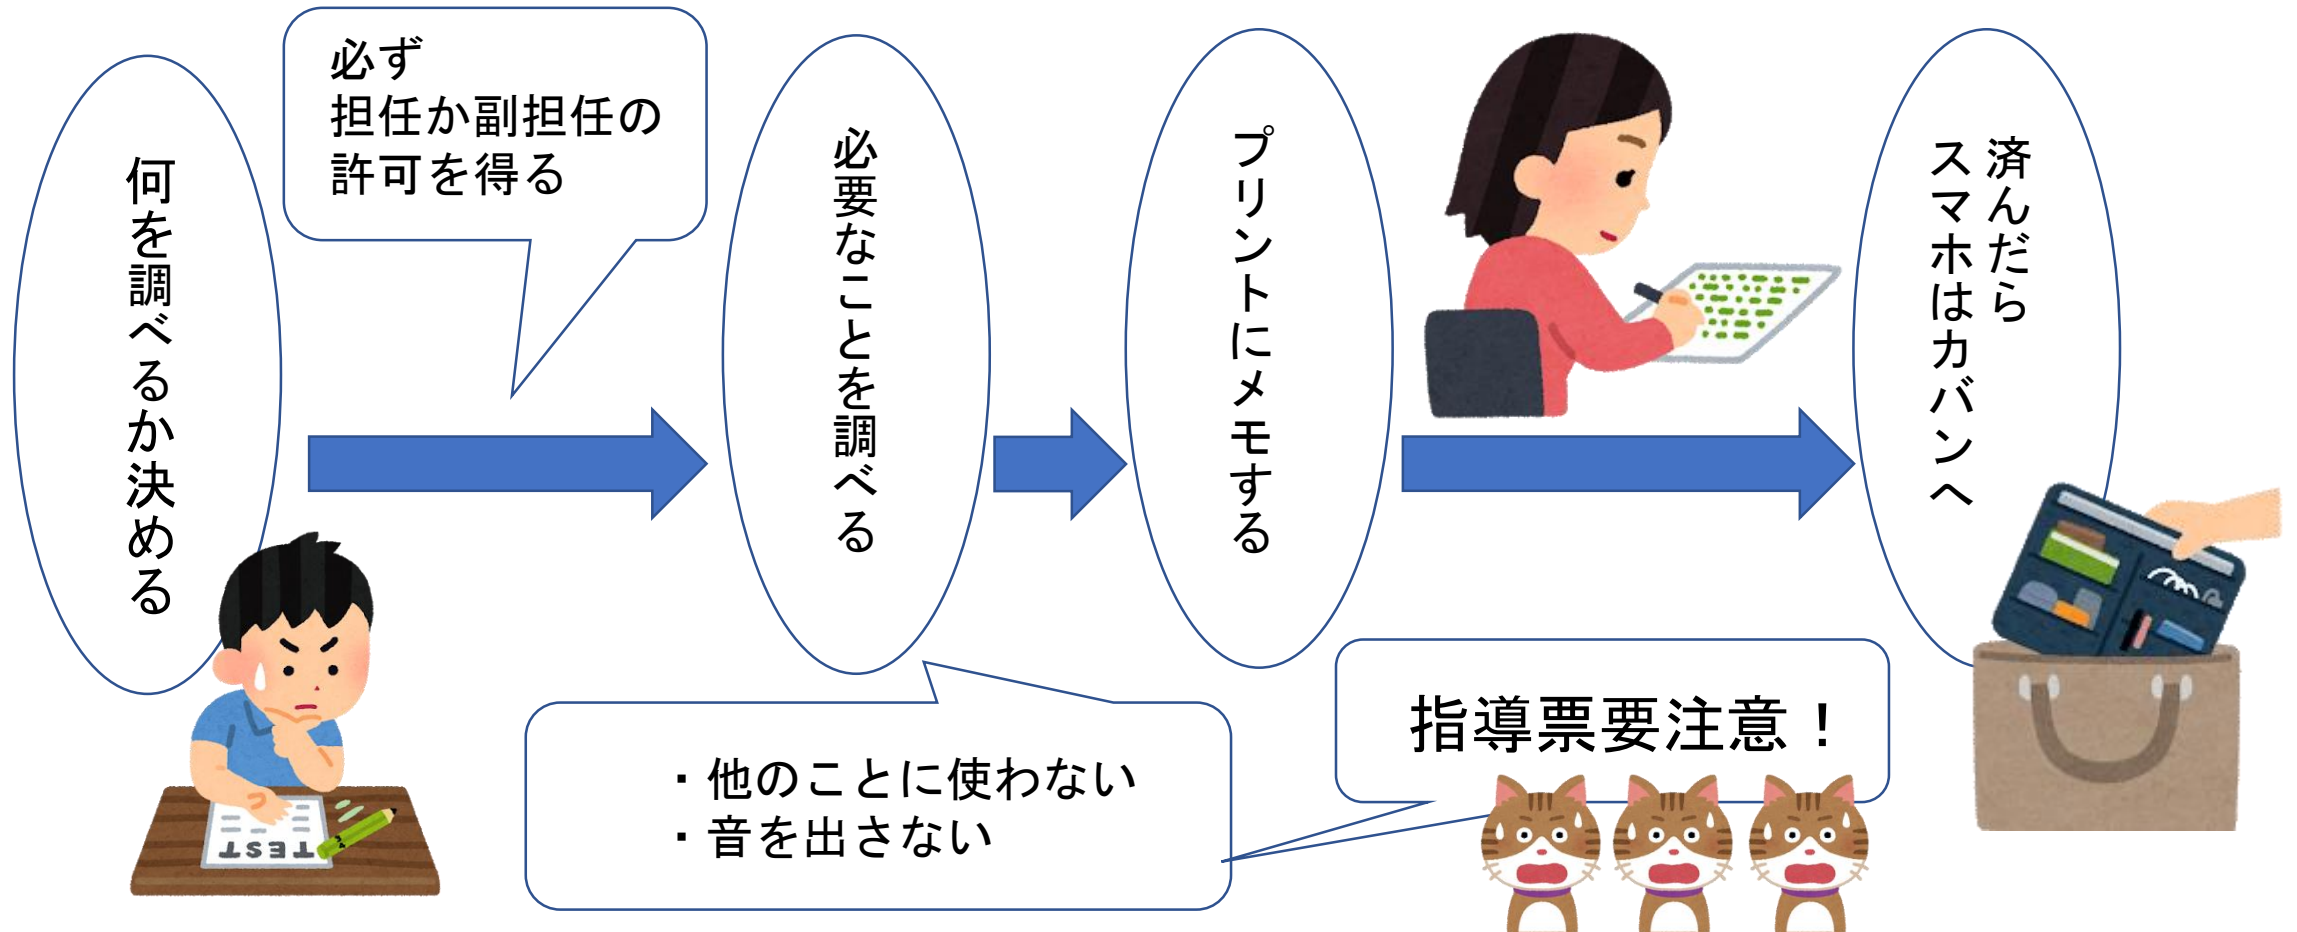 何を調べるか決める
必ず
担任か副担任の
許可を得る
必要なことを調べる
・他のことに使わない
・音を出さない
指導票要注意！
プリントにメモする
済んだら
スマホはカバンへ
TEST